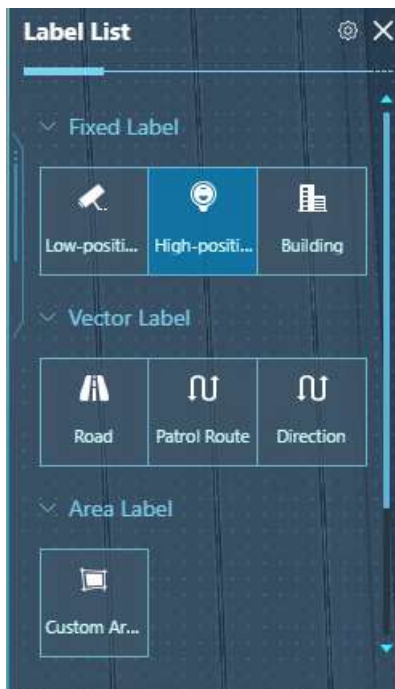 Label List
Fixed Label
Low-positi...
High-positi...
Building
Vector Label
Road
Patrol Route
Direction
Area Label
Custom Ar...